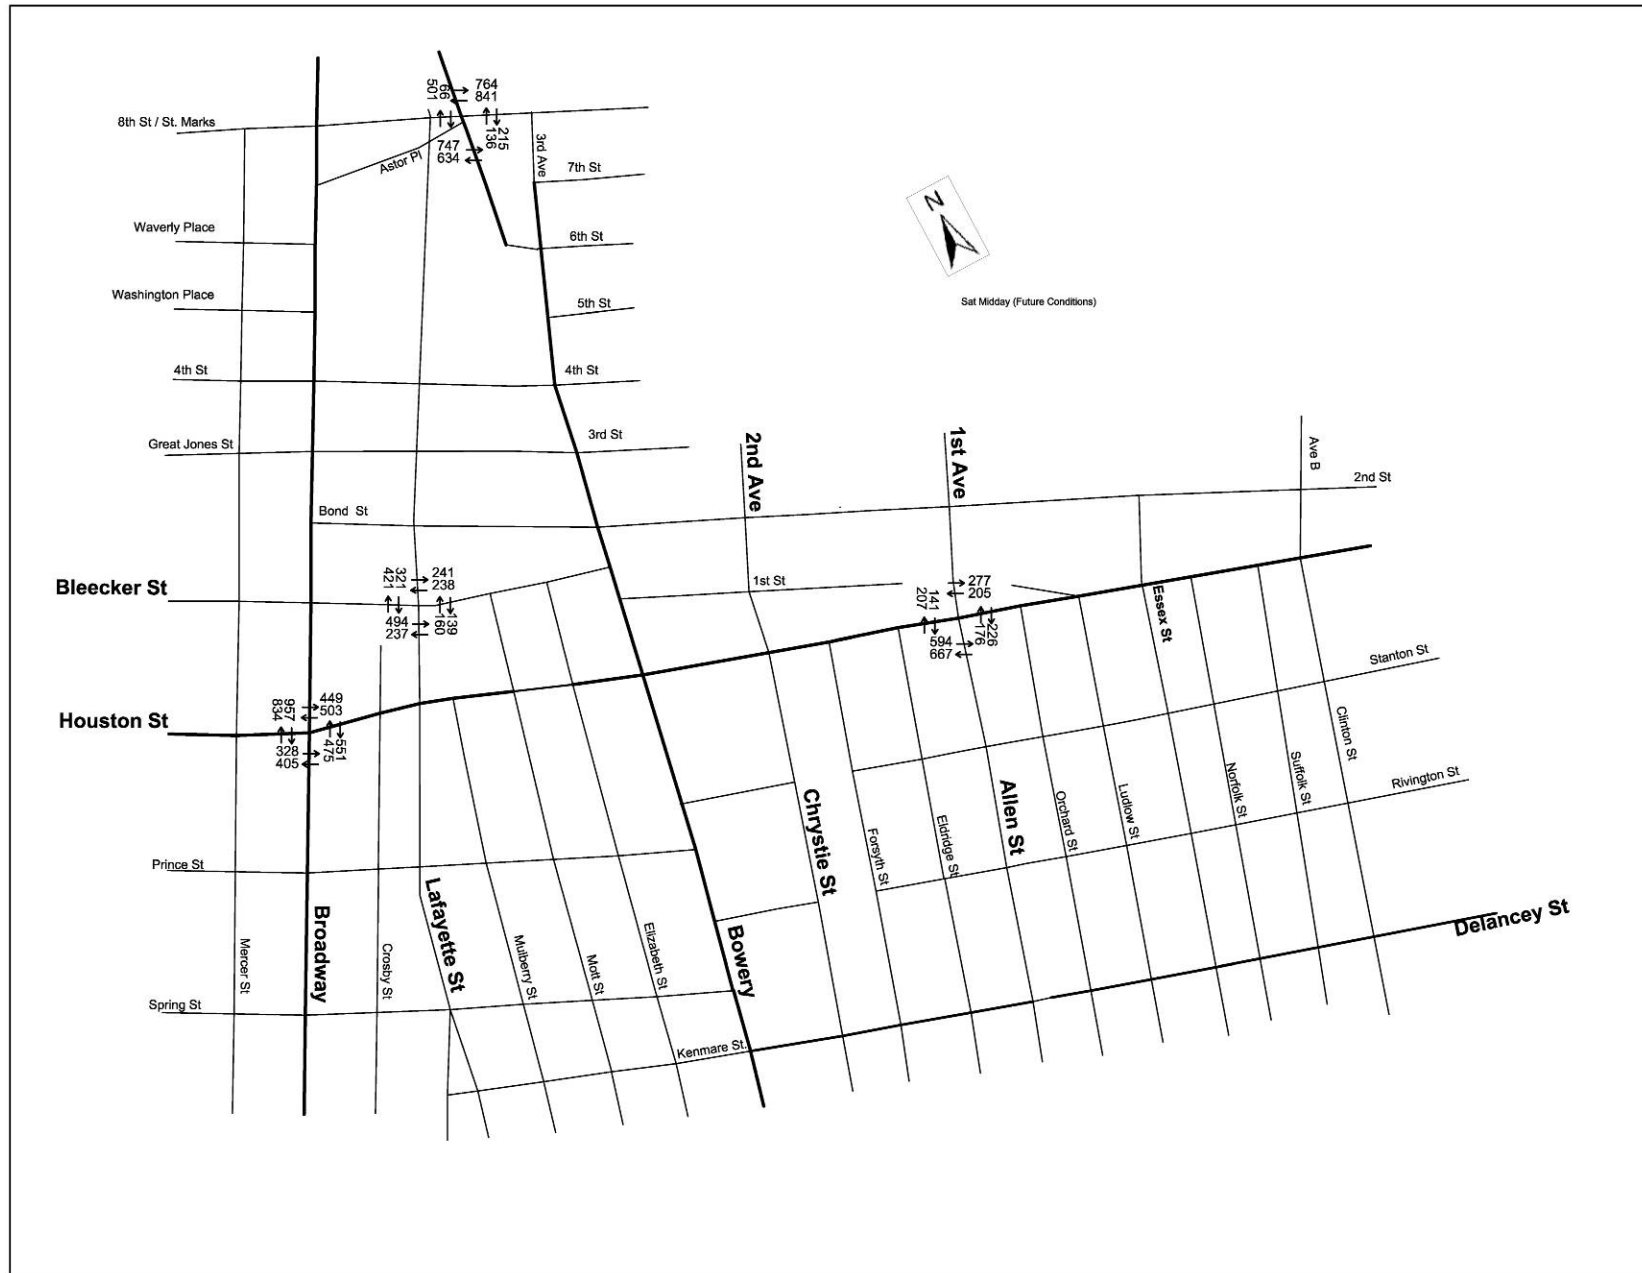 501
66
764
841
8th St / St. Marks
747
634
136
215
Astor Pl
3rd Ave
7th St
Waverly Place
6th St
N
Washington Place
5th St
Sat Midday (Future Conditions)
4th St
4th St
Great Jones St
3rd St
2nd Ave
1st Ave
Ave B
2nd St
Bond St
Bleecker St
421
321
241
238
494
237
160
139
1st St
207
141
277
205
594
667
176
226
Essex St
Stanton St
Houston St
834
957
449
503
328
405
475
551
Clinton St
Suffolk St
Norfolk St
Rivington St
Chrystie St
Forsyth St
Eldridge St
Allen St
Orchard St
Ludlow St
Prince St
Lafayette St
Broadway
Mercer St
Crosby St
Mulberry St
Mott St
Elizabeth St
Bowery
Delancey St
Spring St
Kenmare St.